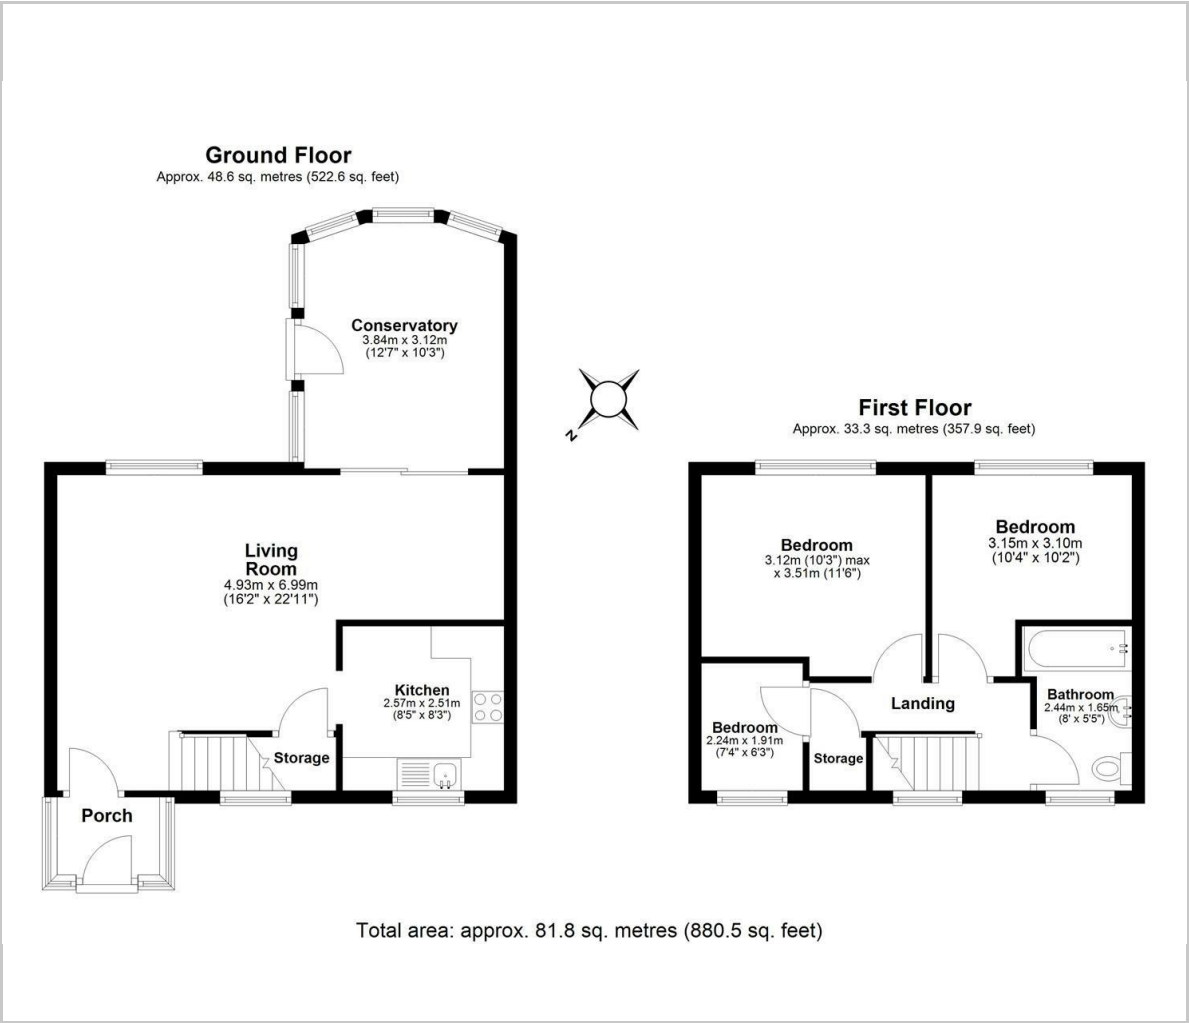 Ground Floor
Approx. 48.6 sq. metres (522.6 sq. feet)
Conservatory
3.84m x 3.12m
(12'7" x 10'3")
Living
Room
4.93m x 6.99m
(16'2" x 22'11")
Kitchen
2.57m x 2.51m
(8'5" x 8'3")
Storage
Porch
N
First Floor
Approx. 33.3 sq. metres (357.9 sq. feet)
Bedroom
3.12m (10'3") max
x 3.51m (11'6")
Bedroom
3.15m x 3.10m
(10'4" x 10'2")
Landing
Bathroom
2.44m x 1.65m
(8' x 5'5")
Bedroom
2.24m x 1.91m
(7'4" x 6'3")
Storage
Total area: approx. 81.8 sq. metres (880.5 sq. feet)